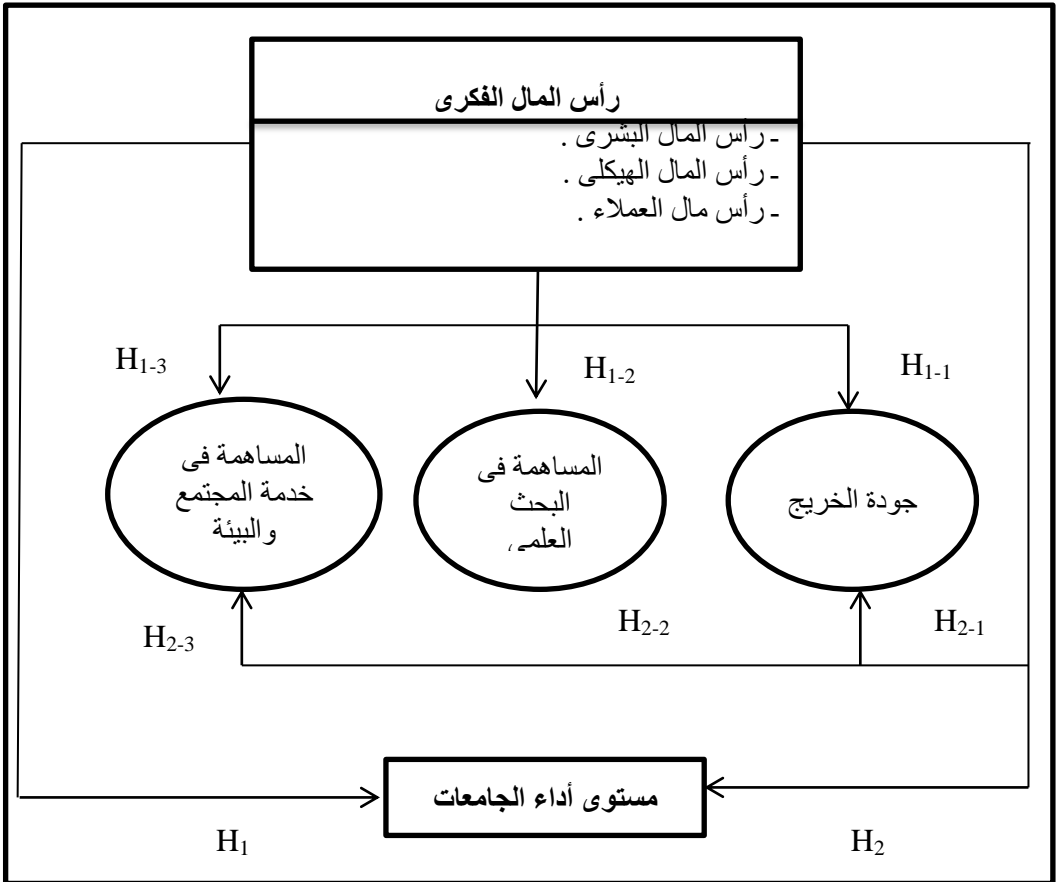 رأس المال الفكرى
ـ رأس المال البشرى .
ـ رأس المال الهيكلى .
ـ رأس مال العملاء .
H1-3
H1-2
H1-1
المساهمة فى
خدمة المجتمع
والبيئة
المساهمة فى
البحث
العلمى
جودة الخريج
H2-3
H2-2
H2-1
مستوى أداء الجامعات
H1
H2